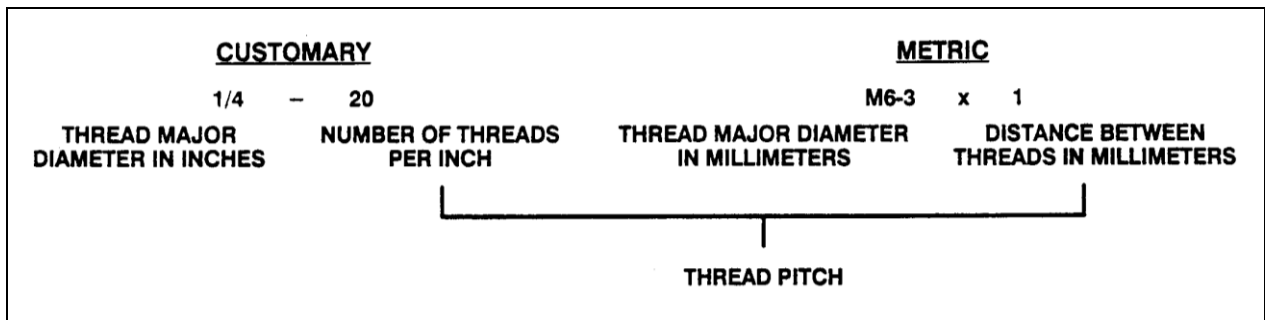 CUSTOMARY
1/4 – 20
THREAD MAJOR
DIAMETER IN INCHES
NUMBER OF THREADS
PER INCH
METRIC
M6-3 x 1
THREAD MAJOR DIAMETER
IN MILLIMETERS
DISTANCE BETWEEN
THREADS IN MILLIMETERS
THREAD PITCH